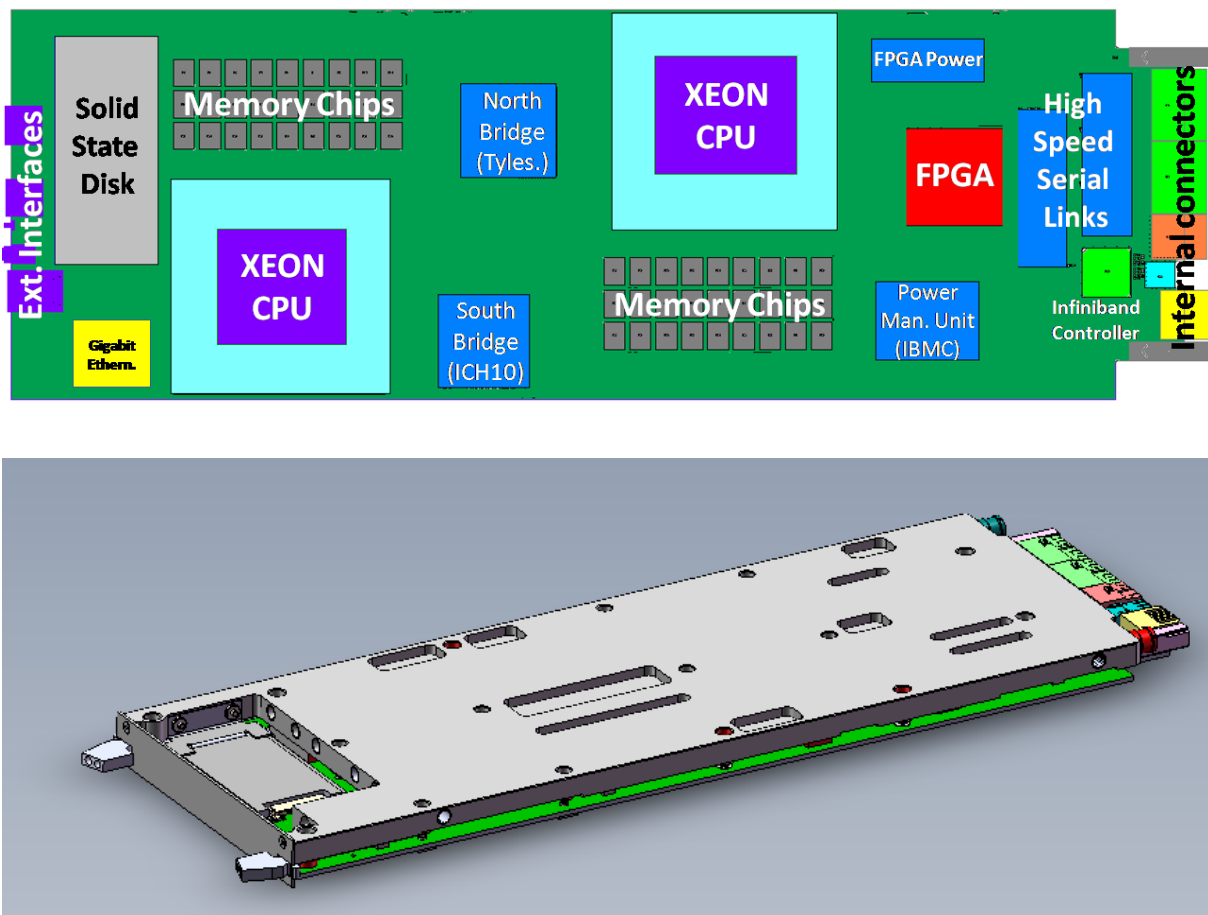 Ext. Interfaces
Solid
State
Disk
Gigabit
Ethern.
Memory Chips
XEON
CPU
North
Bridge
(Tyles.)
South
Bridge
(ICH10)
XEON
CPU
Memory Chips
FPGA Power
FPGA
Power
Man. Unit
(IBMC)
High
Speed
Serial
Links
Infiniband
Controller
Internal connectors